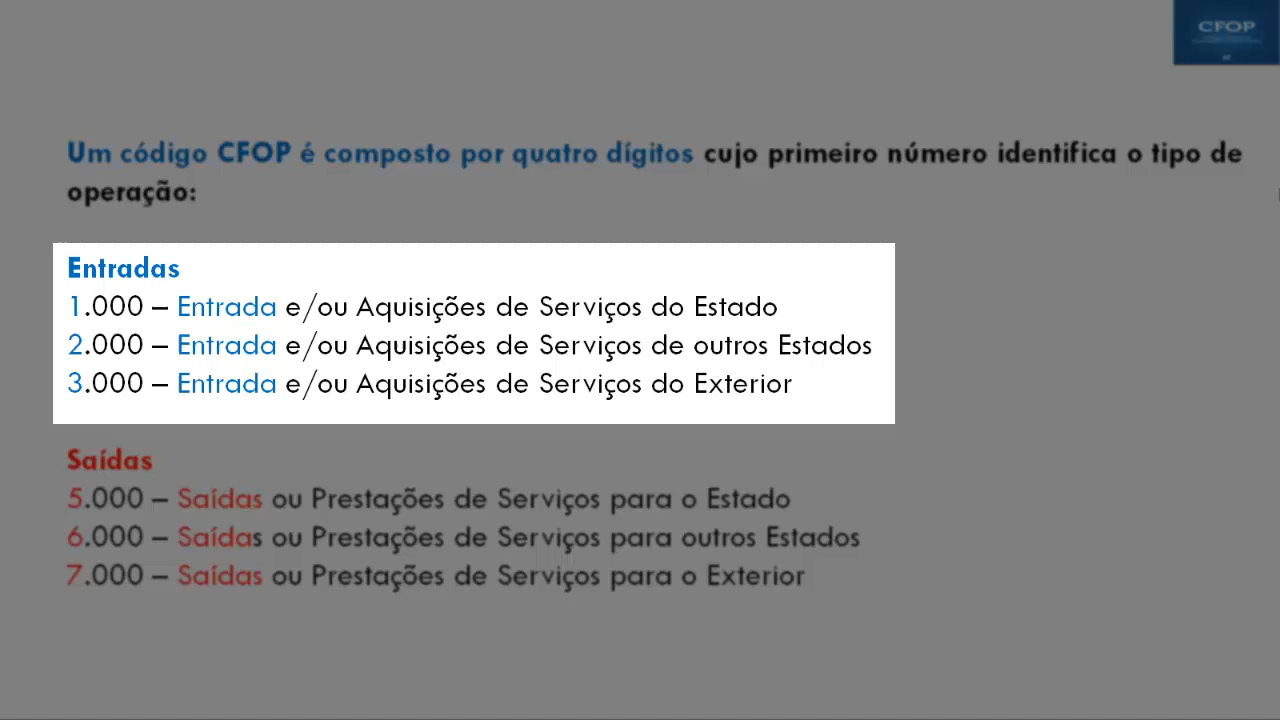 CFOP
Um código CFOP é composto por quatro dígitos cujo primeiro número identifica o tipo de
operação:
Entradas
1.000 – Entrada e/ou Aquisições de Serviços do Estado
2.000 – Entrada e/ou Aquisições de Serviços de outros Estados
3.000 – Entrada e/ou Aquisições de Serviços do Exterior
Saídas
5.000 – Saídas ou Prestações de Serviços para o Estado
6.000 – Saídas ou Prestações de Serviços para outros Estados
7.000 – Saídas ou Prestações de Serviços para o Exterior